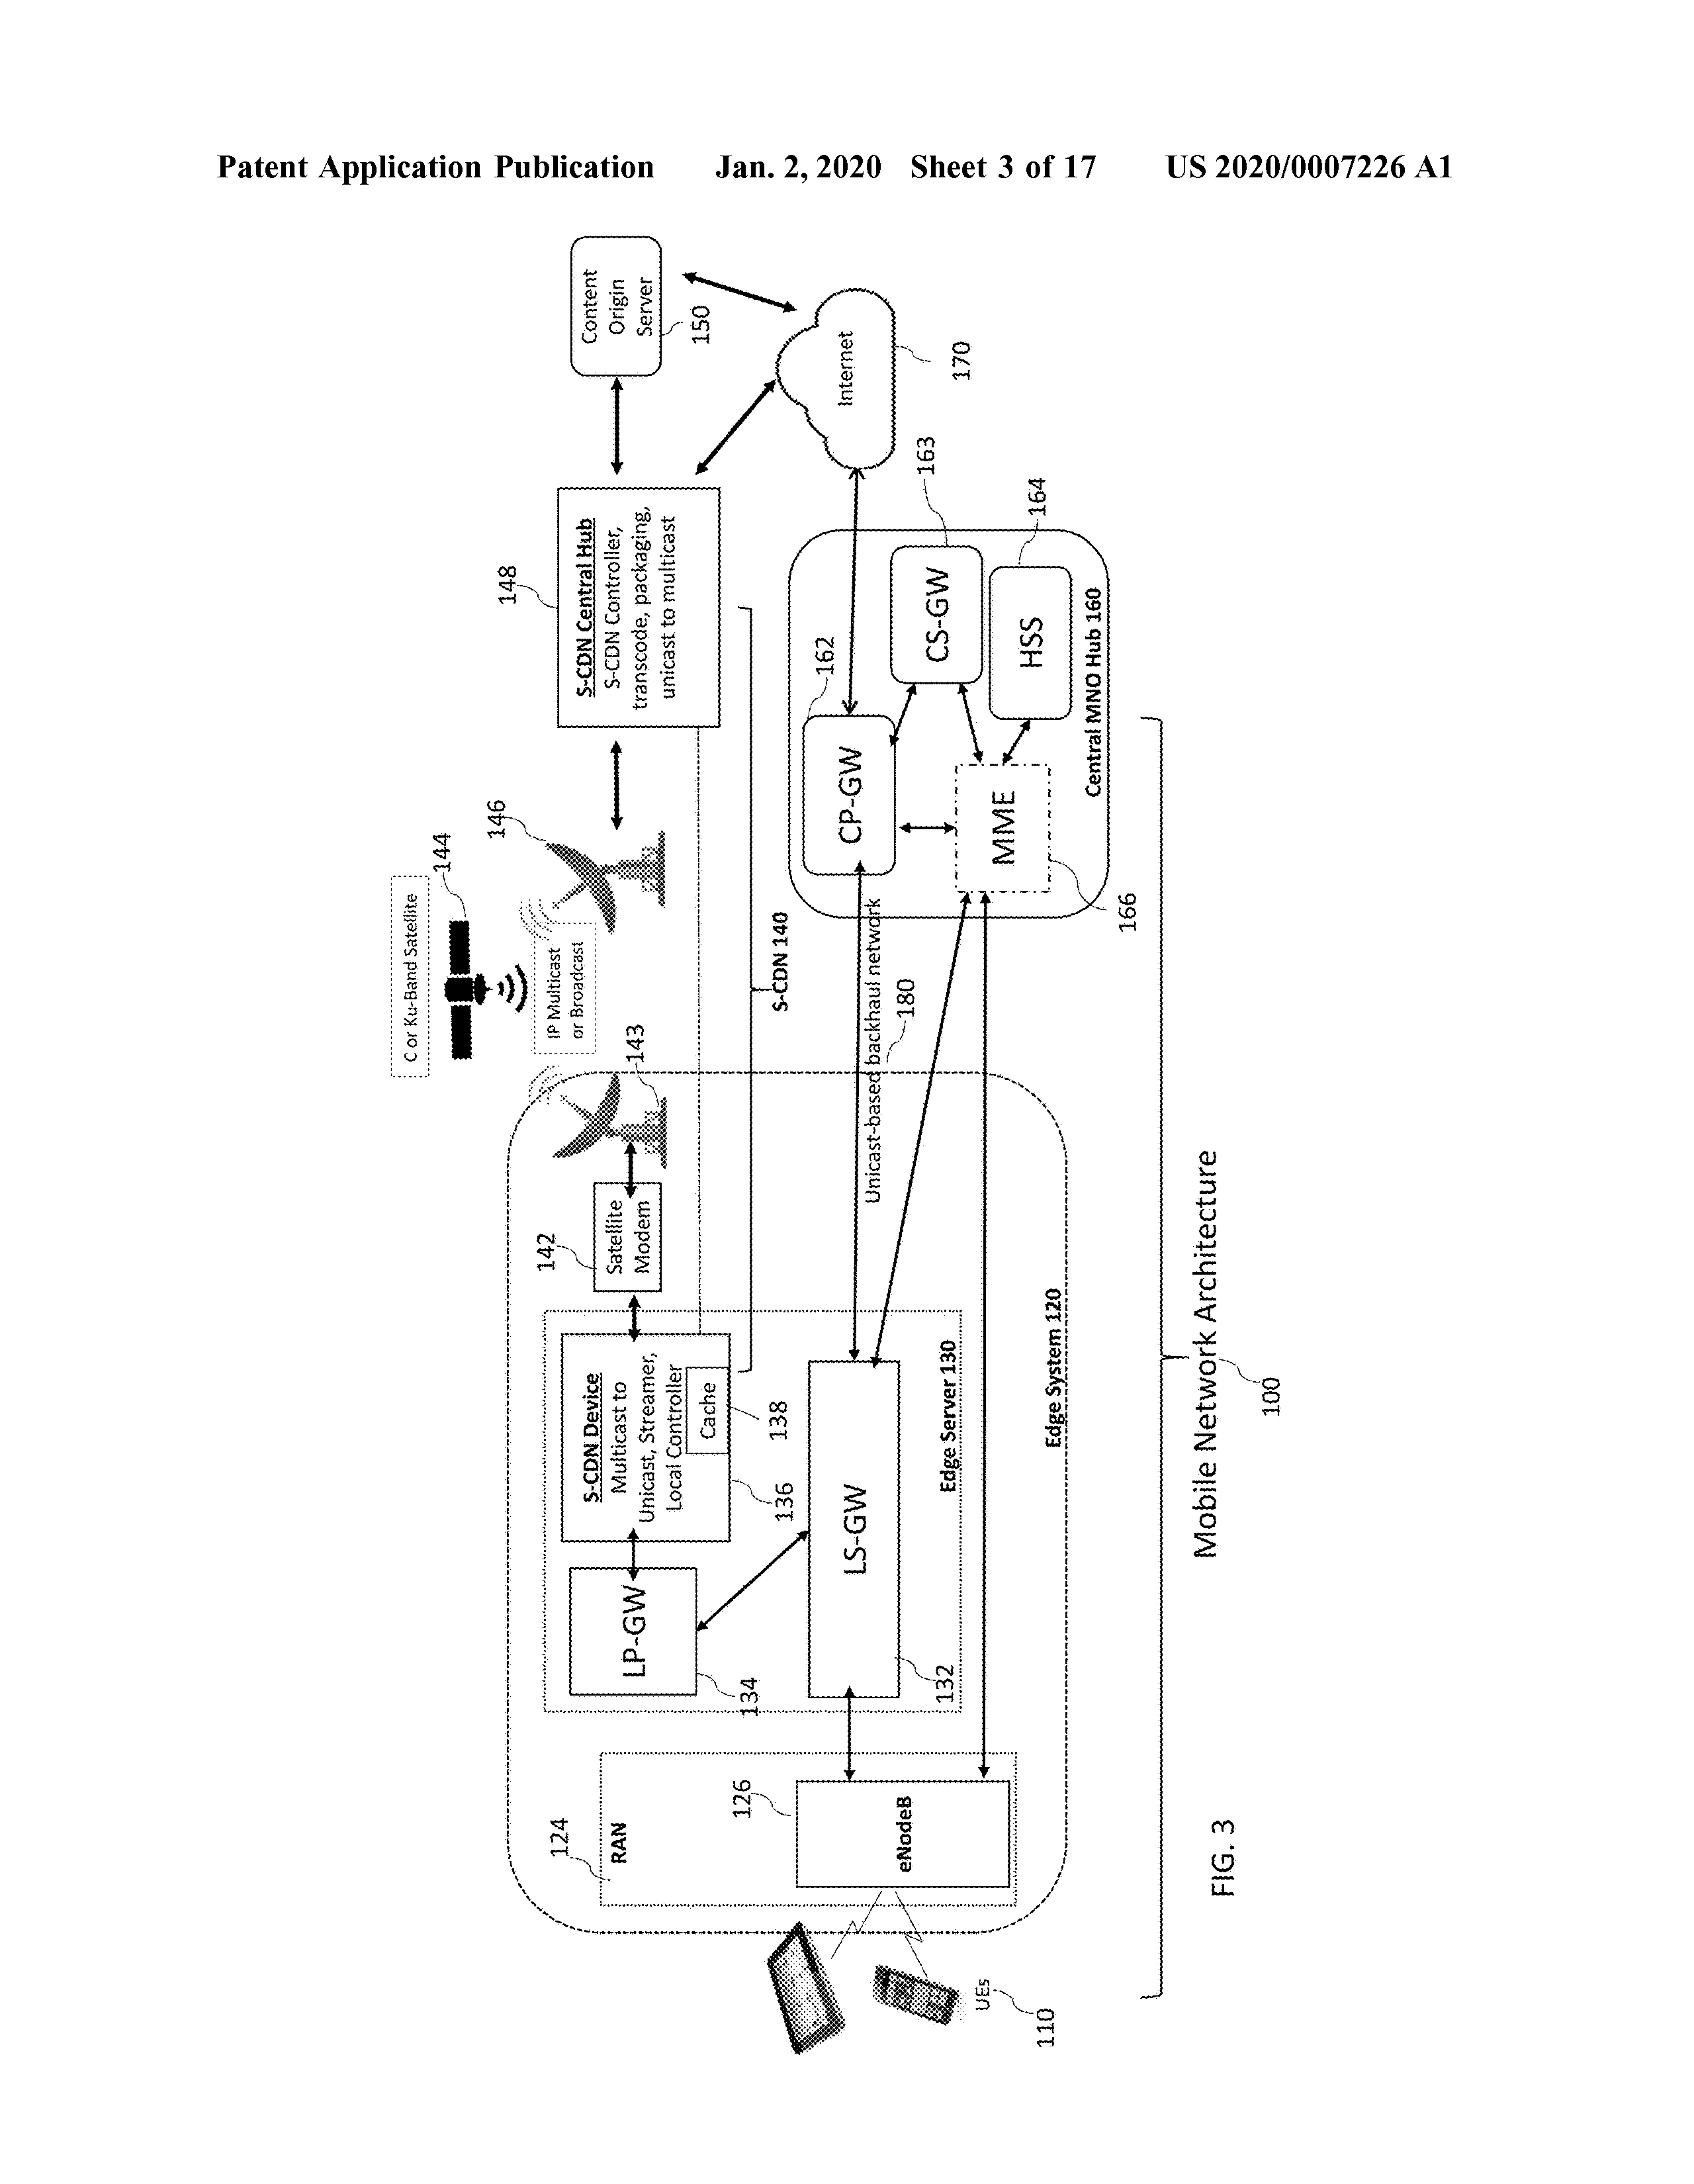 Patent Application Publication Jan. 2, 2020 Sheet 3 of 17 US 2020/0007226 A1
C or Ku-Band Satellite
144
146
IP Multicast
or Broadcast
148
S-CDN Central Hub
S-CDN Controller,
transcode, packaging,
unicast to multicast
Content
Origin
Server
150
124
RAN
126
eNodeB
UEs
110
LP-GW
134
S-CDN Device
Multicast to
Unicast, Streamer,
Local Controller
Cache
136
138
142
Satellite
Modem
143
S-CDN 140
LS-GW
132
Edge Server 130
Edge System 120
Unicast-based backhaul network
180
CP-GW
162
CS-GW
163
HSS
164
MME
166
Central MNO Hub 160
Internet
170
Mobile Network Architecture
100
FIG. 3